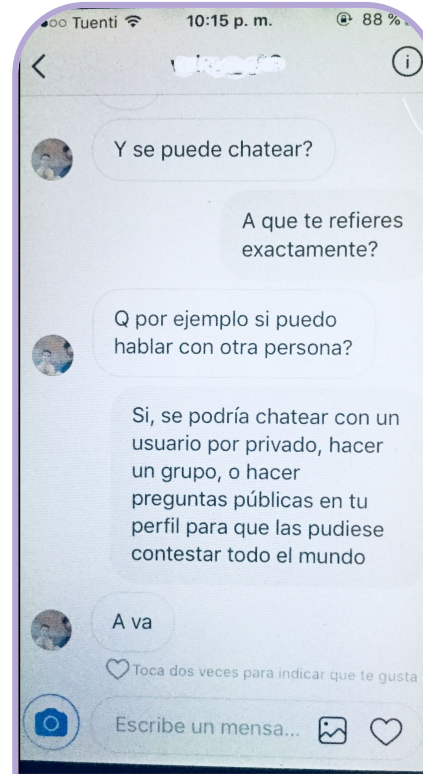 Tuenti 10:15 p. m. 88 %
Y se puede chatear?
A que te refieres
exactamente?
Q por ejemplo si puedo
hablar con otra persona?
Si, se podría chatear con un
usuario por privado, hacer
un grupo, o hacer
preguntas públicas en tu
perfil para que las pudiese
contestar todo el mundo
A va
Toca dos veces para indicar que te gusta
Escribe un mensa...